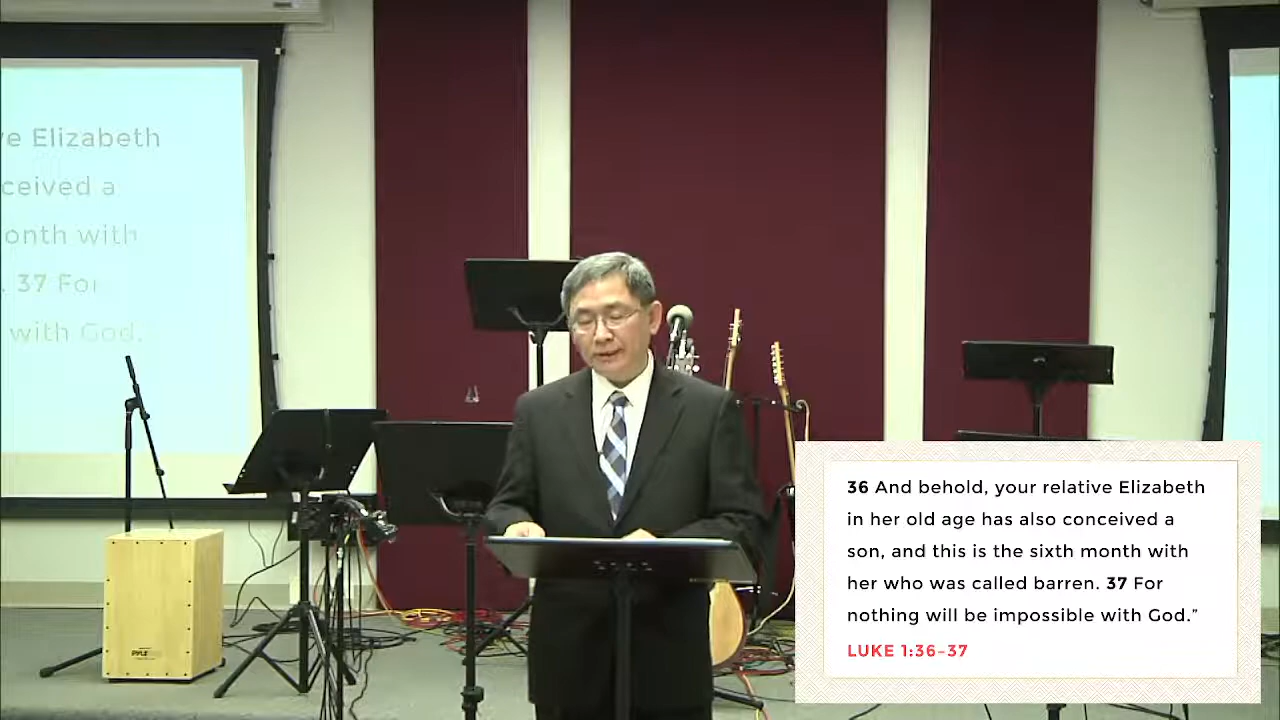 e Elizabeth
ceived a
onth with
. 37 For
with God.”
PYLE
36 And behold, your relative Elizabeth
in her old age has also conceived a
son, and this is the sixth month with
her who was called barren. 37 For
nothing will be impossible with God.”
LUKE 1:36–37